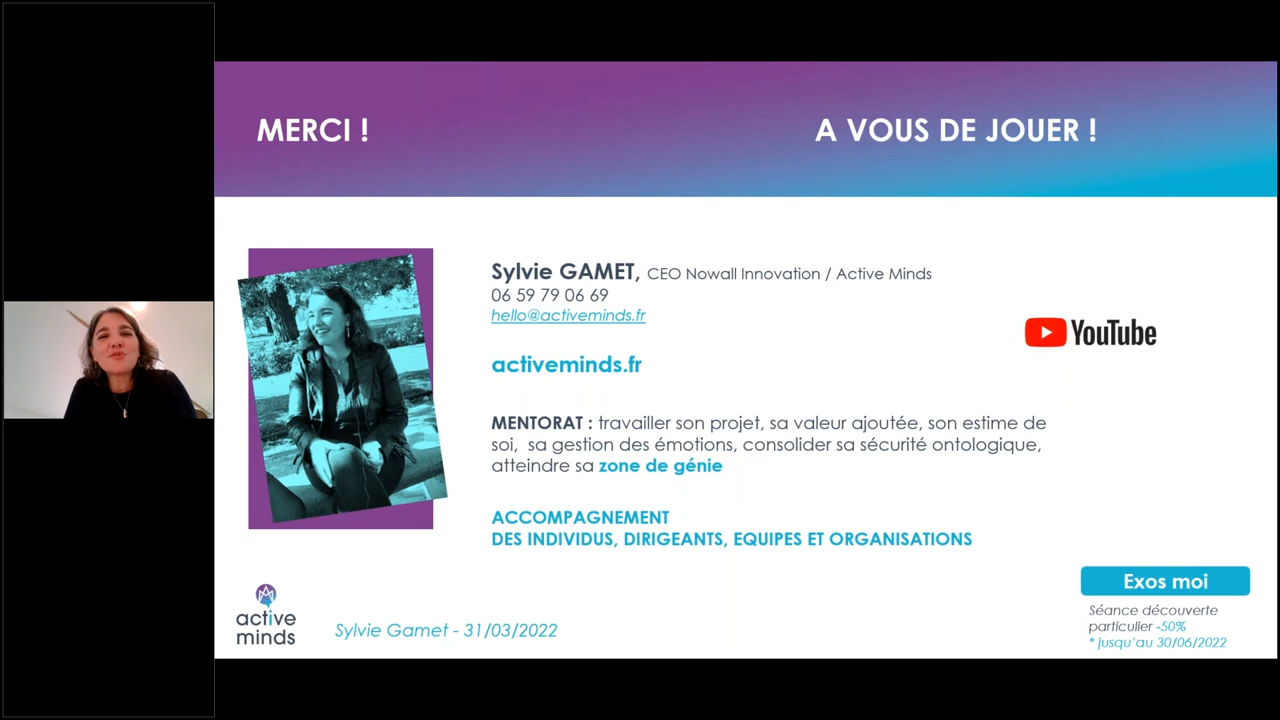 MERCI !
A VOUS DE JOUER !
Sylvie GAMET, CEO Nowall Innovation / Active Minds
06 59 79 06 69
hello@activeminds.fr
YouTube
activeminds.fr
MENTORAT : travailler son projet, sa valeur ajoutée, son estime de
soi, sa gestion des émotions, consolider sa sécurité ontologique,
atteindre sa zone de génie
ACCOMPAGNEMENT
DES INDIVIDUS, DIRIGEANTS, EQUIPES ET ORGANISATIONS
Exos moi
Séance découverte
particulier -50%
* jusqu'au 30/06/2022
active
minds
Sylvie Gamet - 31/03/2022